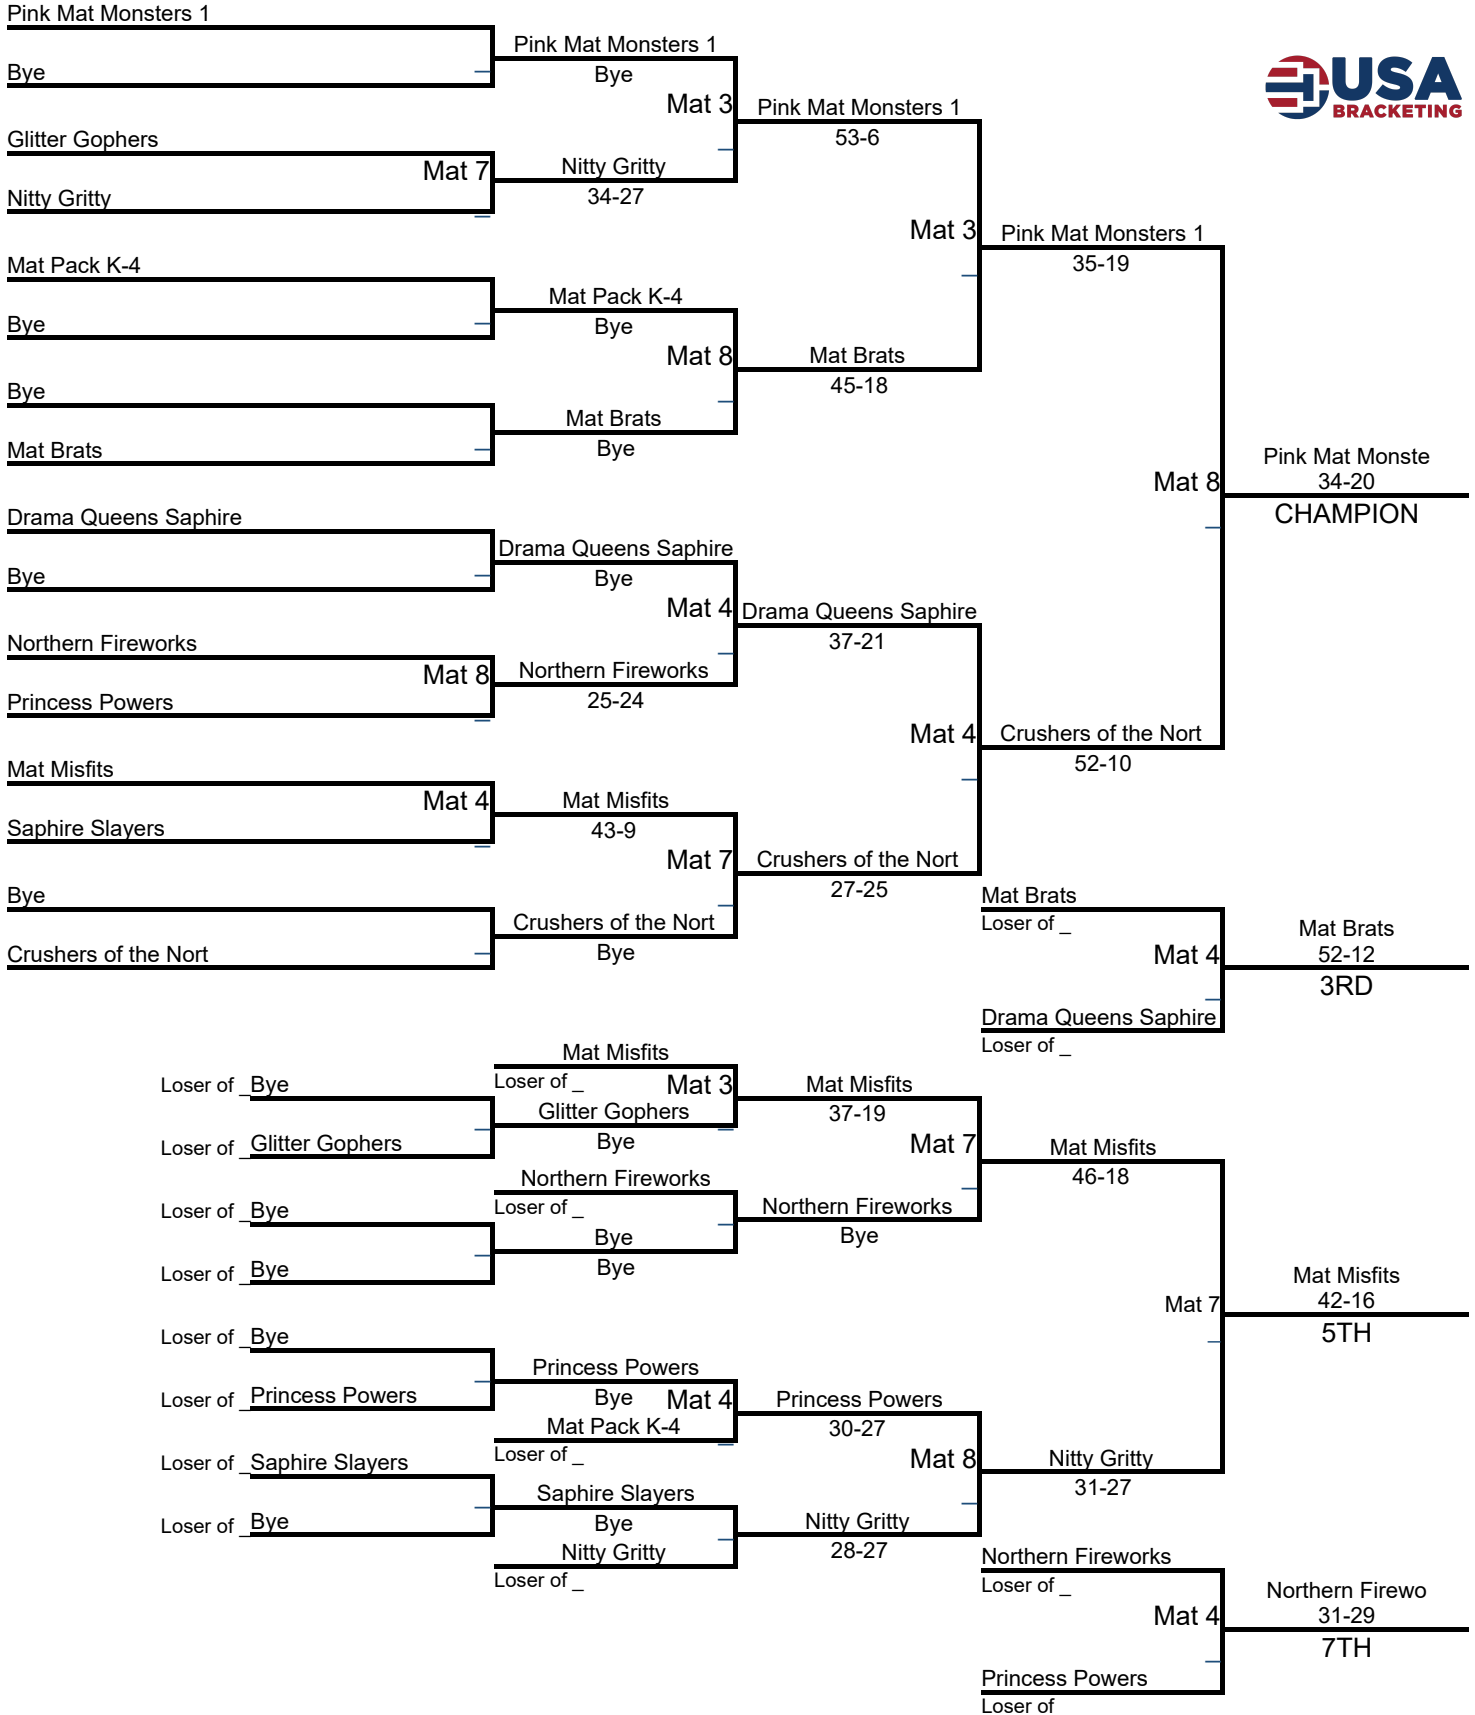 Pink Mat Monsters 1
Pink Mat Monsters 1
Bye
Bye
USA
BRACKETING
Mat 3
Pink Mat Monsters 1
53-6
Glitter Gophers
Mat 7
Nitty Gritty
34-27
Nitty Gritty
Mat 3
Pink Mat Monsters 1
35-19
Mat Pack K-4
Mat Pack K-4
Bye
Bye
Mat 8
Mat Brats
45-18
Bye
Mat Brats
Bye
Mat Brats
Pink Mat Monste
34-20
CHAMPION
Mat 8
Drama Queens Saphire
Drama Queens Saphire
Bye
Bye
Mat 4
Drama Queens Saphire
37-21
Northern Fireworks
Mat 8
Northern Fireworks
25-24
Princess Powers
Mat 4
Crushers of the Nort
52-10
Mat Misfits
Mat 4
Mat Misfits
43-9
Saphire Slayers
Mat 7
Crushers of the Nort
27-25
Bye
Crushers of the Nort
Bye
Crushers of the Nort
Mat Brats
Loser of _
Mat 4
Mat Brats
52-12
3RD
Drama Queens Saphire
Loser of _
Mat Misfits
Loser of _
Mat 3
Mat Misfits
37-19
Loser of _Bye
Glitter Gophers
Bye
Loser of _Glitter Gophers
Mat 7
Mat Misfits
46-18
Northern Fireworks
Loser of _
Northern Fireworks
Bye
Loser of _Bye
Bye
Bye
Loser of _Bye
Mat 7
Mat Misfits
42-16
5TH
Loser of _Bye
Princess Powers
Bye
Mat 4
Princess Powers
30-27
Loser of _Princess Powers
Mat Pack K-4
Loser of _
Mat 8
Nitty Gritty
31-27
Loser of _Saphire Slayers
Saphire Slayers
Bye
Loser of _Bye
Nitty Gritty
28-27
Nitty Gritty
Loser of _
Northern Fireworks
Loser of _
Mat 4
Northern Firewo
31-29
7TH
Princess Powers
Loser of